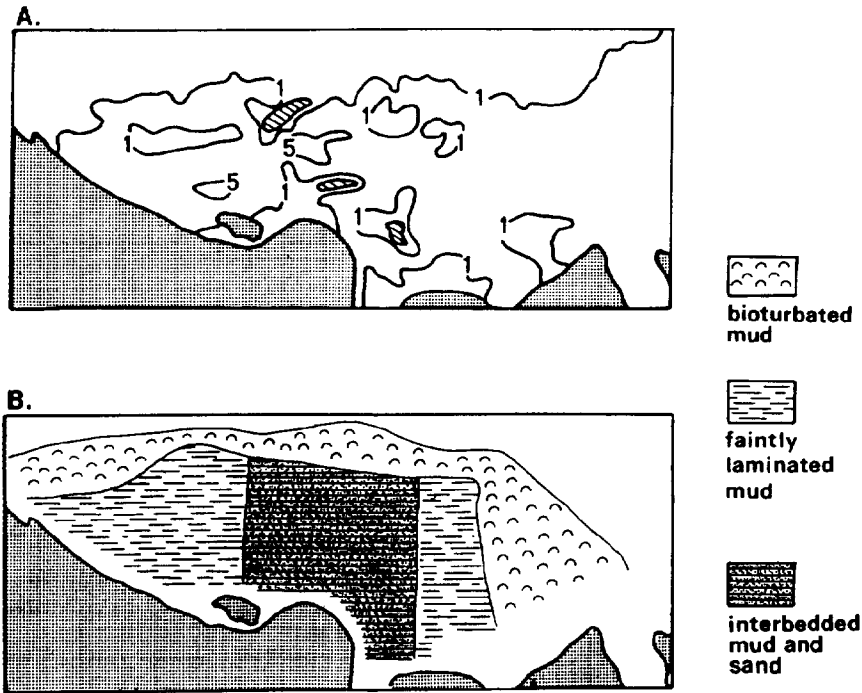 A.
1
1
1
1
1
5
5
1
1
1
1
B.
bioturbated
mud
faintly
laminated
mud
interbedded
mud and
sand